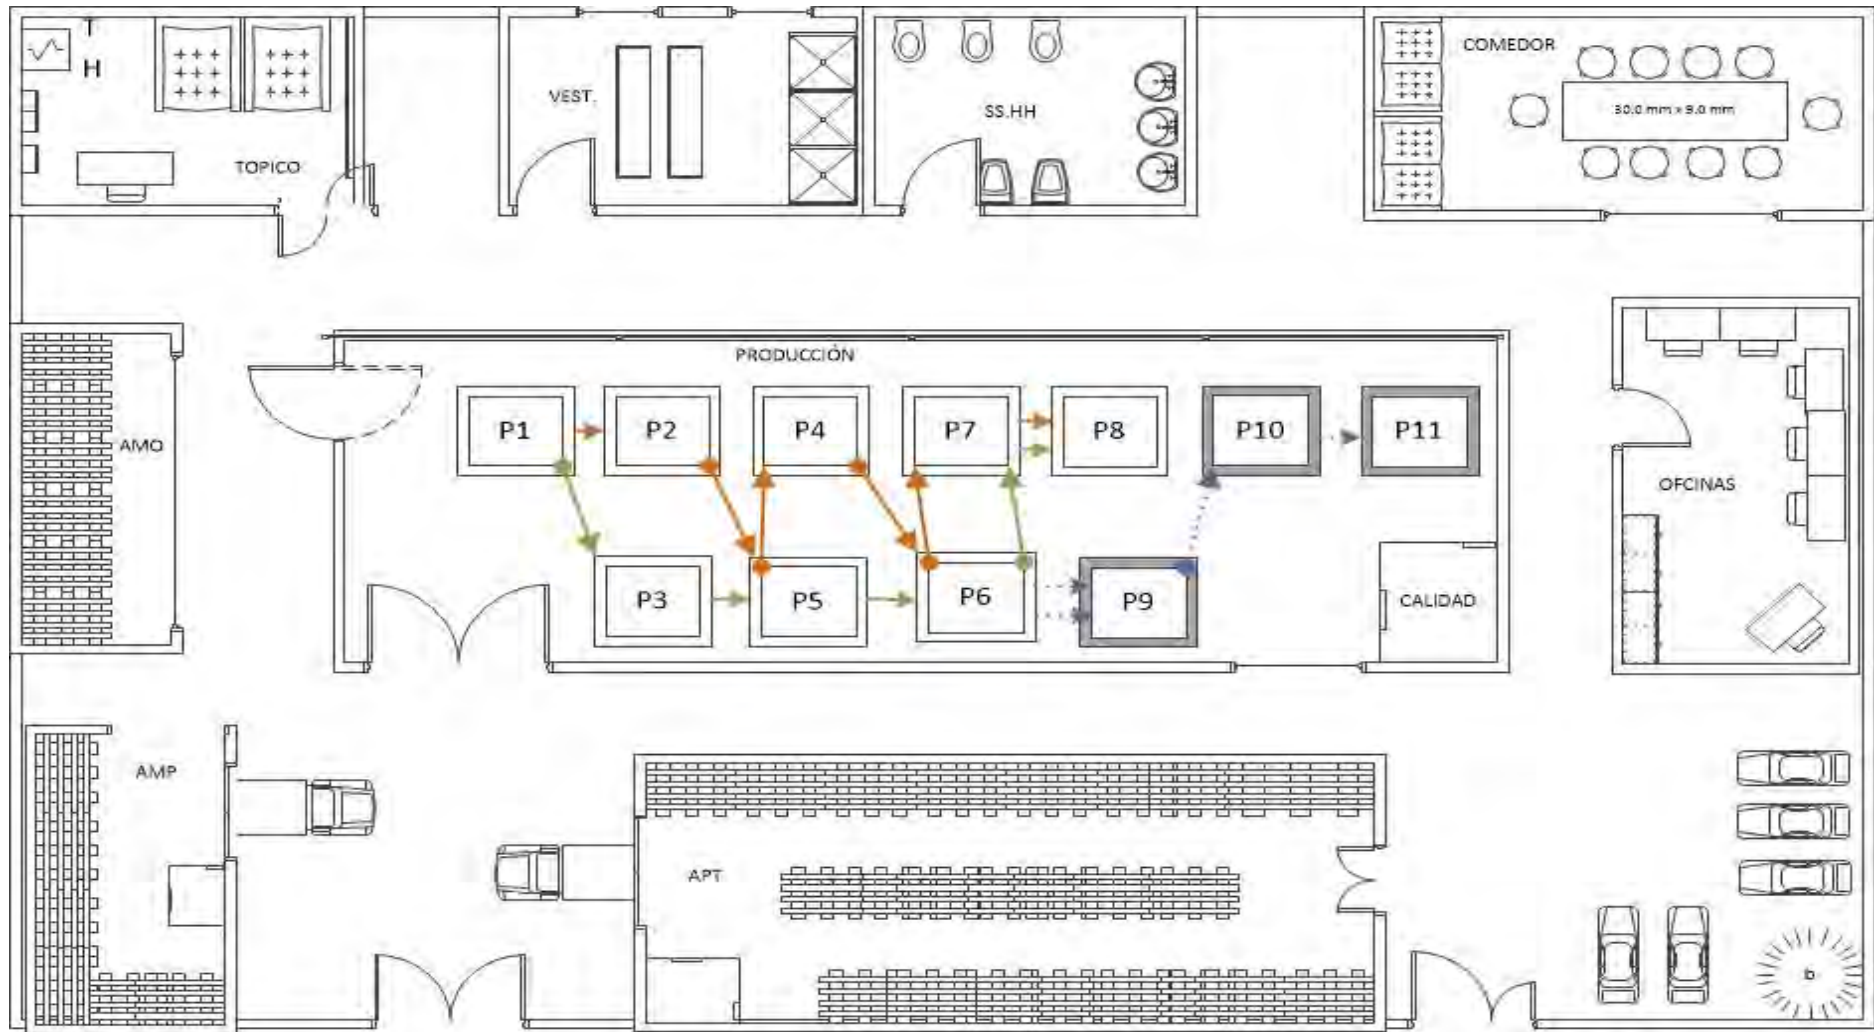 T
H
TOPICO
VEST.
SS.HH
COMEDOR
30.0 mm x 9.0 mm
PRODUCCIÓN
AMO
P1
P2
P4
P7
P8
P10
P11
P3
P5
P6
P9
CALIDAD
OFCINAS
AMP
APT
b